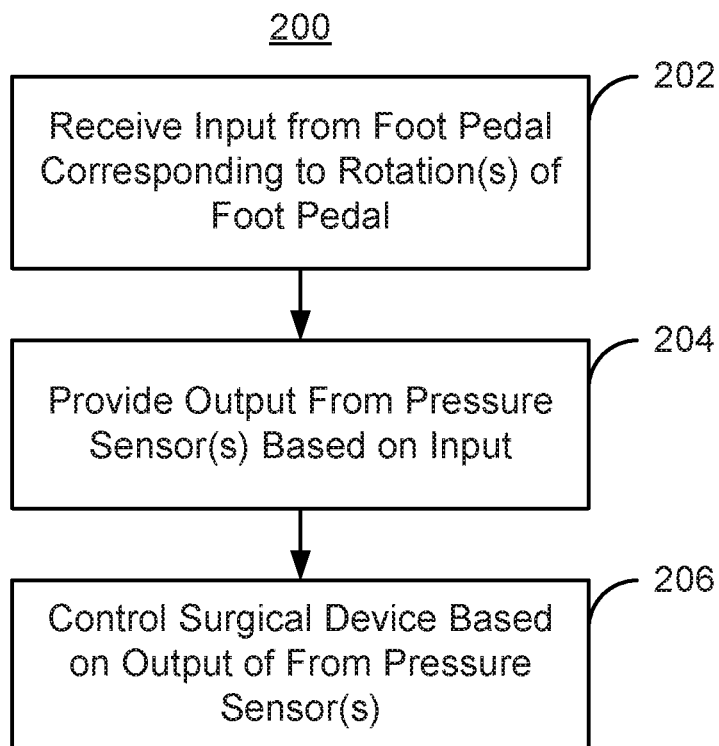 200
202
Receive Input from Foot Pedal
Corresponding to Rotation(s) of
Foot Pedal
204
Provide Output From Pressure
Sensor(s) Based on Input
206
Control Surgical Device Based
on Output of From Pressure
Sensor(s)